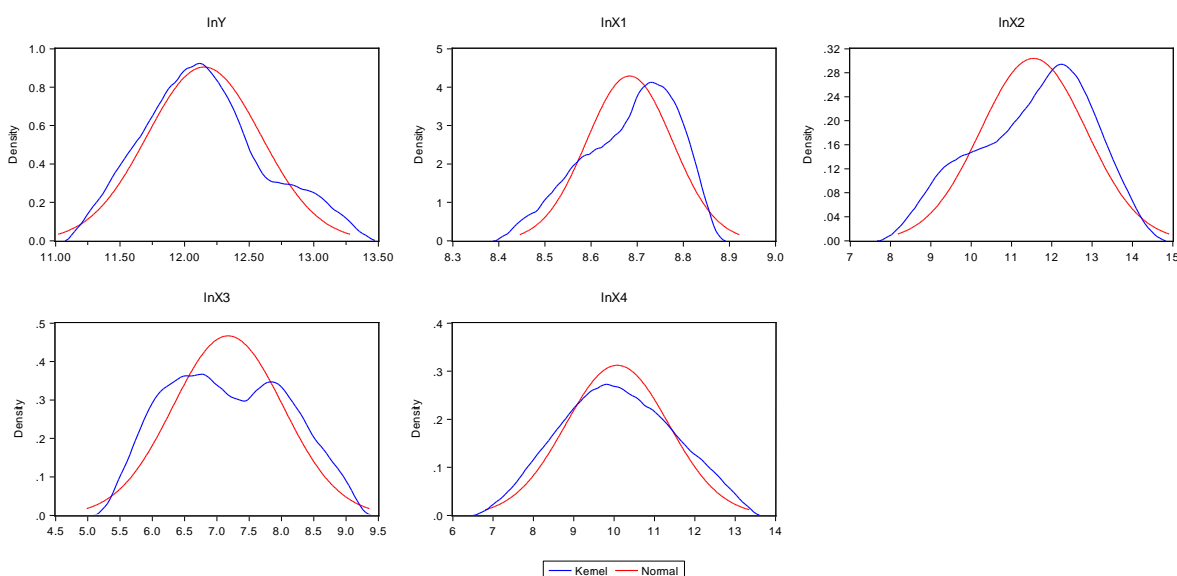 lnY
lnX1
lnX2
1.0
0.8
0.6
0.4
0.2
0.0
Density
11.00 11.50 12.00 12.50 13.00 13.50
5
4
3
2
1
0
Density
8.3 8.4 8.5 8.6 8.7 8.8 8.9 9.0
.32
.28
.24
.20
.16
.12
.08
.04
.00
Density
7 8 9 10 11 12 13 14 15
lnX3
lnX4
.5
.4
.3
.2
.1
.0
Density
4.5 5.0 5.5 6.0 6.5 7.0 7.5 8.0 8.5 9.0 9.5
.4
.3
.2
.1
.0
Density
6 7 8 9 10 11 12 13 14
Kernel Normal